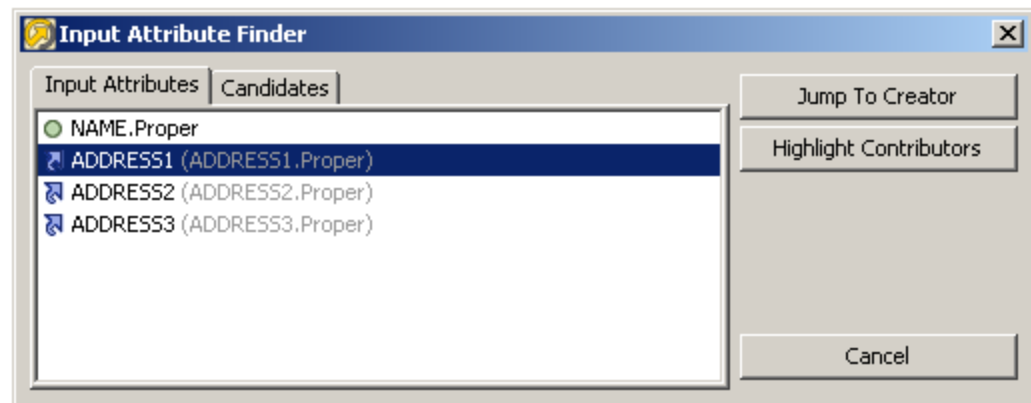 Input Attribute Finder
Input Attributes
Candidates
NAME.Proper
ADDRESS1 (ADDRESS1.Proper)
ADDRESS2 (ADDRESS2.Proper)
ADDRESS3 (ADDRESS3.Proper)
Jump To Creator
Highlight Contributors
Cancel